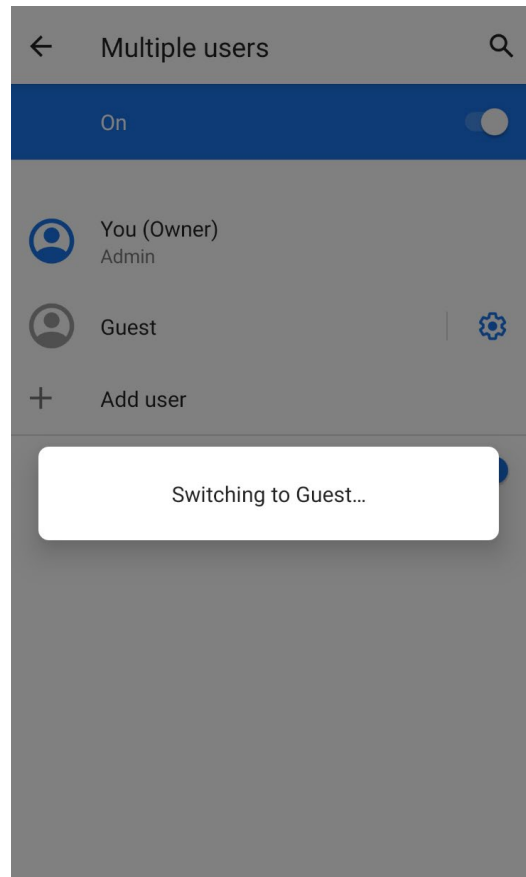 Multiple users
On
You (Owner)
Admin
Guest
Add user
Switching to Guest…